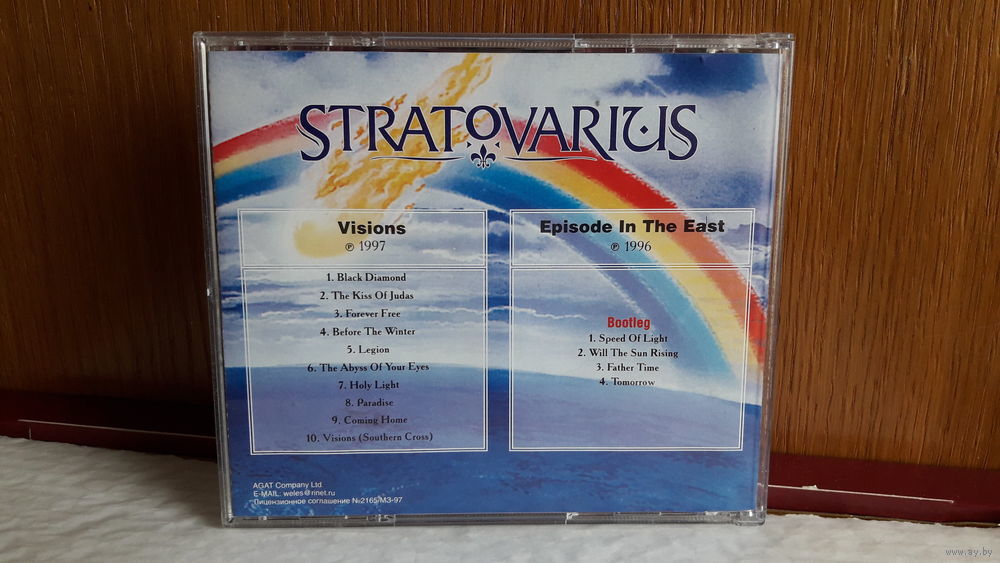 STRATOVARIUS
Visions
℗ 1997
1. Black Diamond
2. The Kiss Of Judas
3. Forever Free
4. Before The Winter
5. Legion
6. The Abyss Of Your Eyes
7. Holy Light
8. Paradise
9. Coming Home
10. Visions (Southern Cross)
Episode In The East
℗ 1996
Bootleg
1. Speed Of Light
2. Will The Sun Rising
3. Father Time
4. Tomorrow
AGAT Company Ltd.
E-MAIL: weles@rinet.ru
Лицензионное соглашение №2165/МЗ-97
www.ay.by